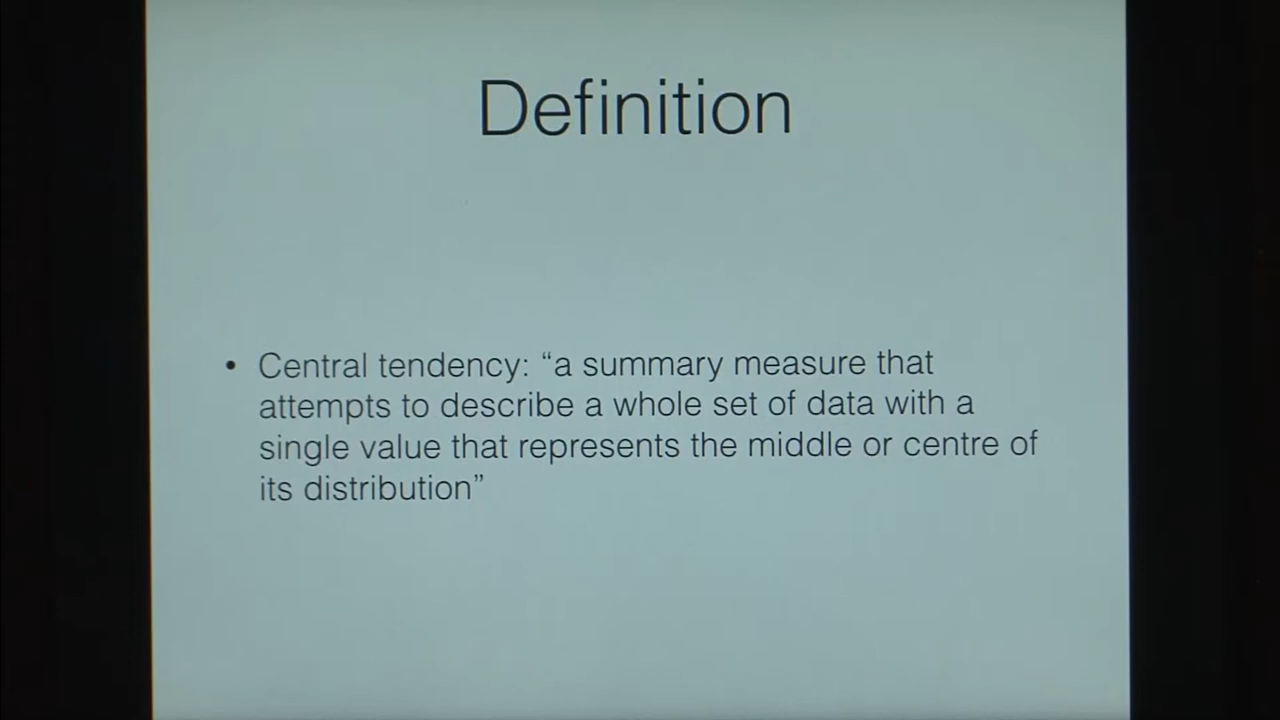 Definition
• Central tendency: “a summary measure that
attempts to describe a whole set of data with a
single value that represents the middle or centre of
its distribution”